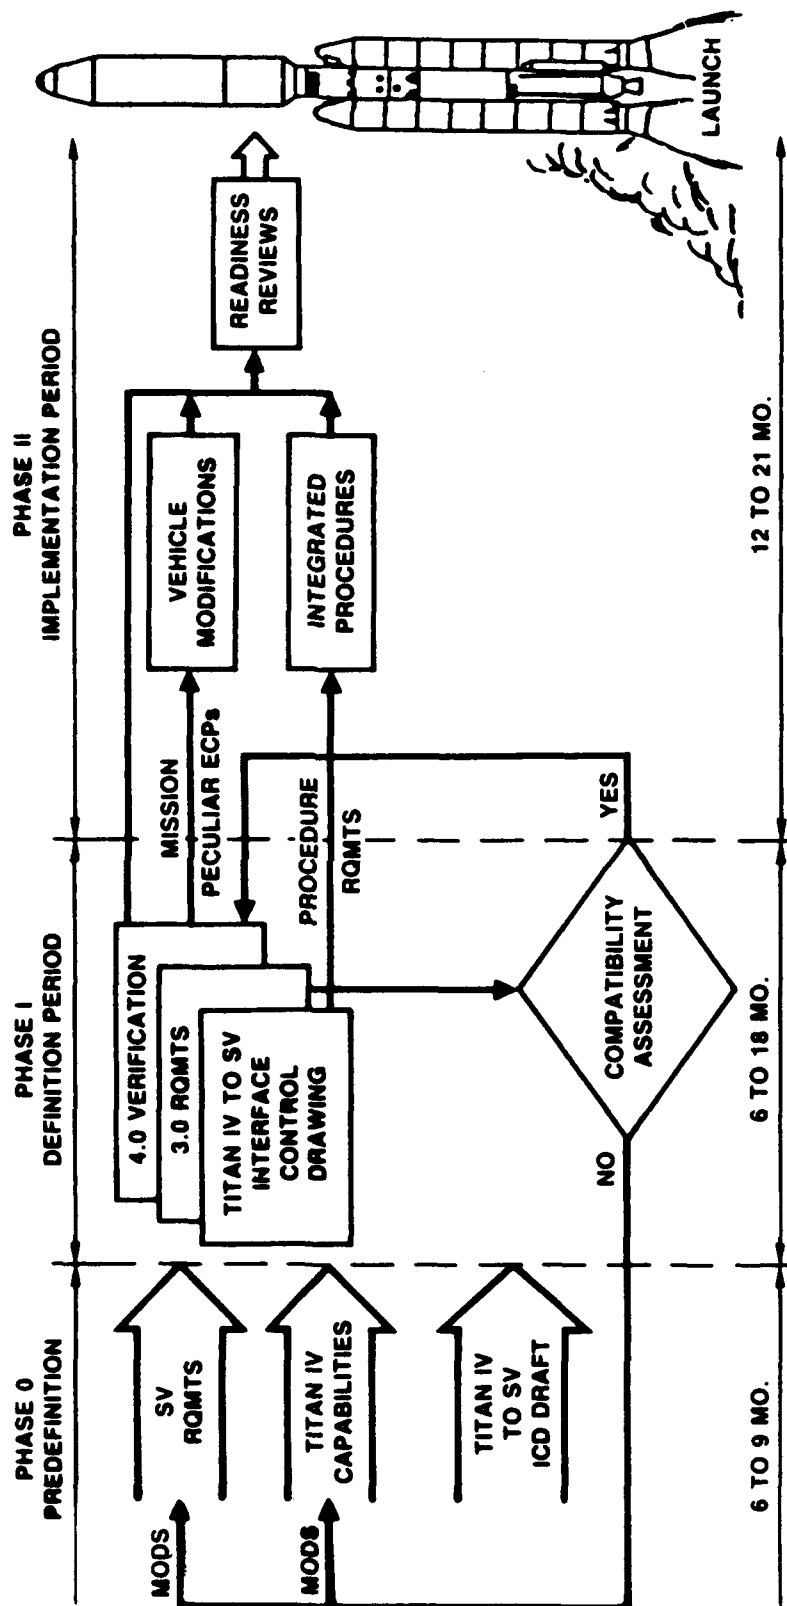 PHASE 0
PREDEFINITION
PHASE I
DEFINITION PERIOD
PHASE II
IMPLEMENTATION PERIOD
MODS
SV
RQMTS
MODS
TITAN IV
CAPABILITIES
TITAN IV
TO SV
ICD DRAFT
4.0 VERIFICATION
3.0 RQMTS
TITAN IV TO SV
INTERFACE
CONTROL
DRAWING
MISSION
PECULIAR ECPs
PROCEDURE
RQMTS
VEHICLE
MODIFICATIONS
INTEGRATED
PROCEDURES
READINESS
REVIEWS
NO
COMPATIBILITY
ASSESSMENT
YES
LAUNCH
6 TO 9 MO.
6 TO 18 MO.
12 TO 21 MO.